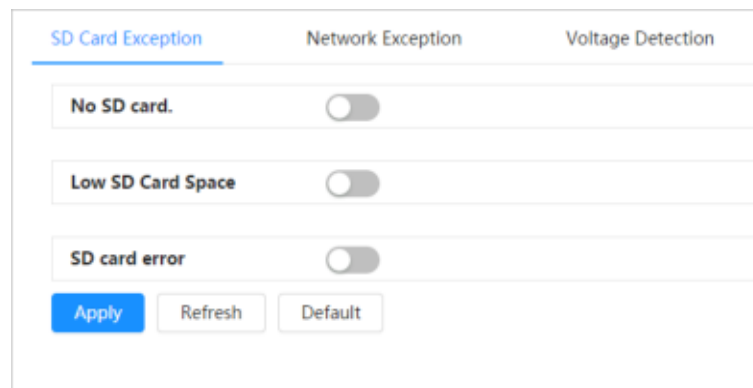 SD Card Exception Network Exception Voltage Detection
No SD card.
Low SD Card Space
SD card error
Apply Refresh Default